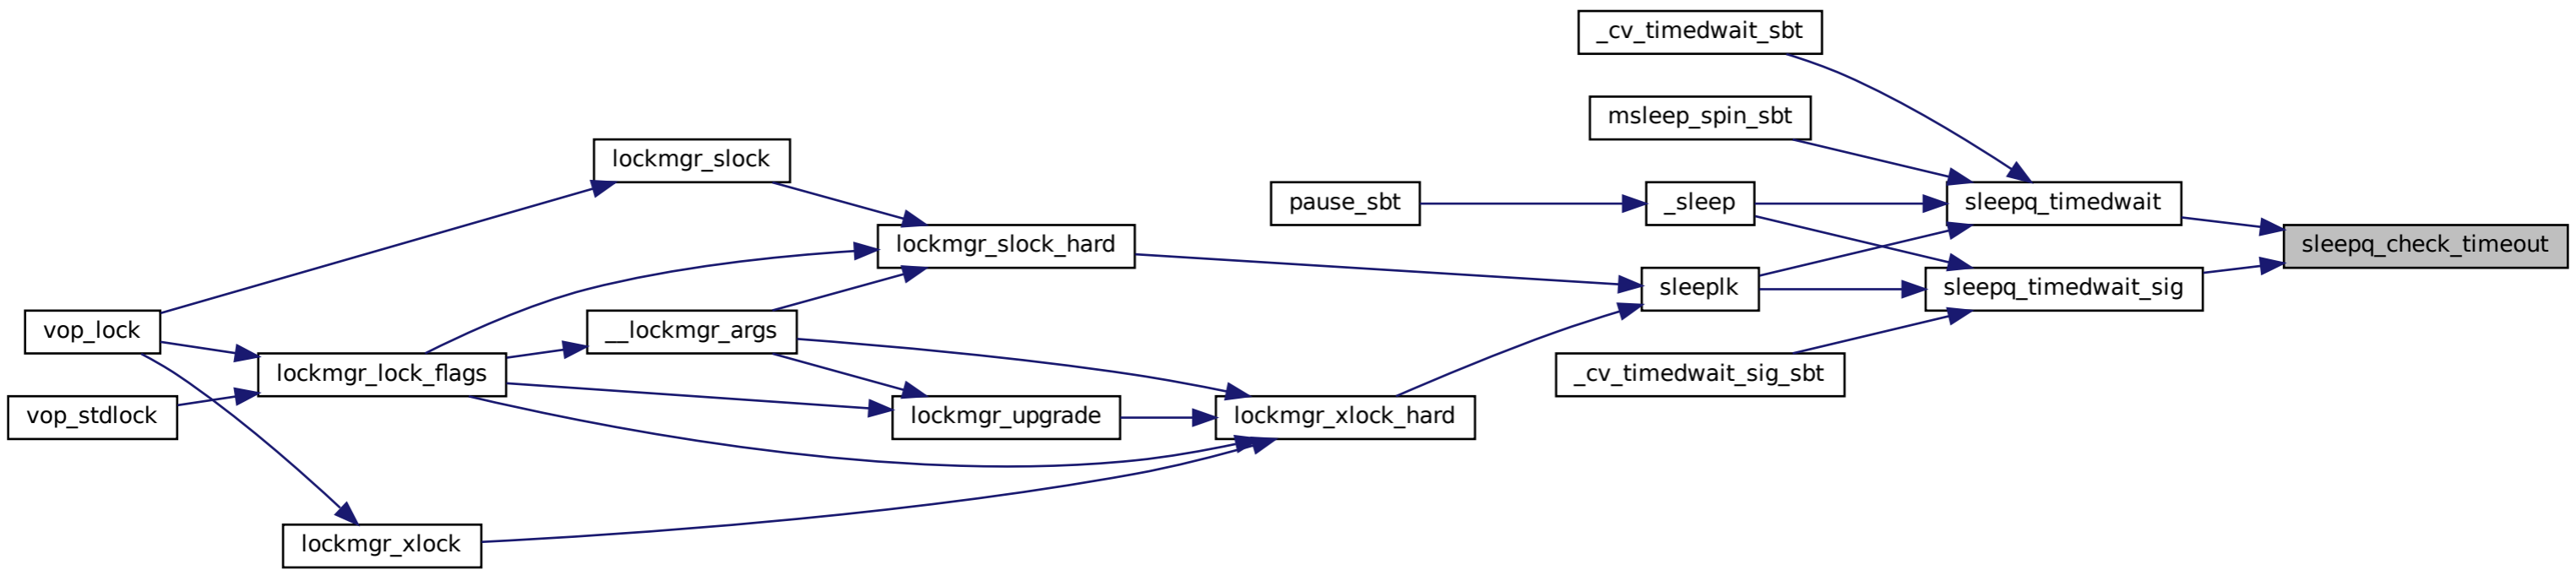 _cv_timedwait_sbt
msleep_spin_sbt
lockmgr_slock
pause_sbt
_sleep
sleepq_timedwait
lockmgr_slock_hard
sleepq_check_timeout
sleeplk
sleepq_timedwait_sig
vop_lock
__lockmgr_args
lockmgr_lock_flags
_cv_timedwait_sig_sbt
vop_stdlock
lockmgr_upgrade
lockmgr_xlock_hard
lockmgr_xlock